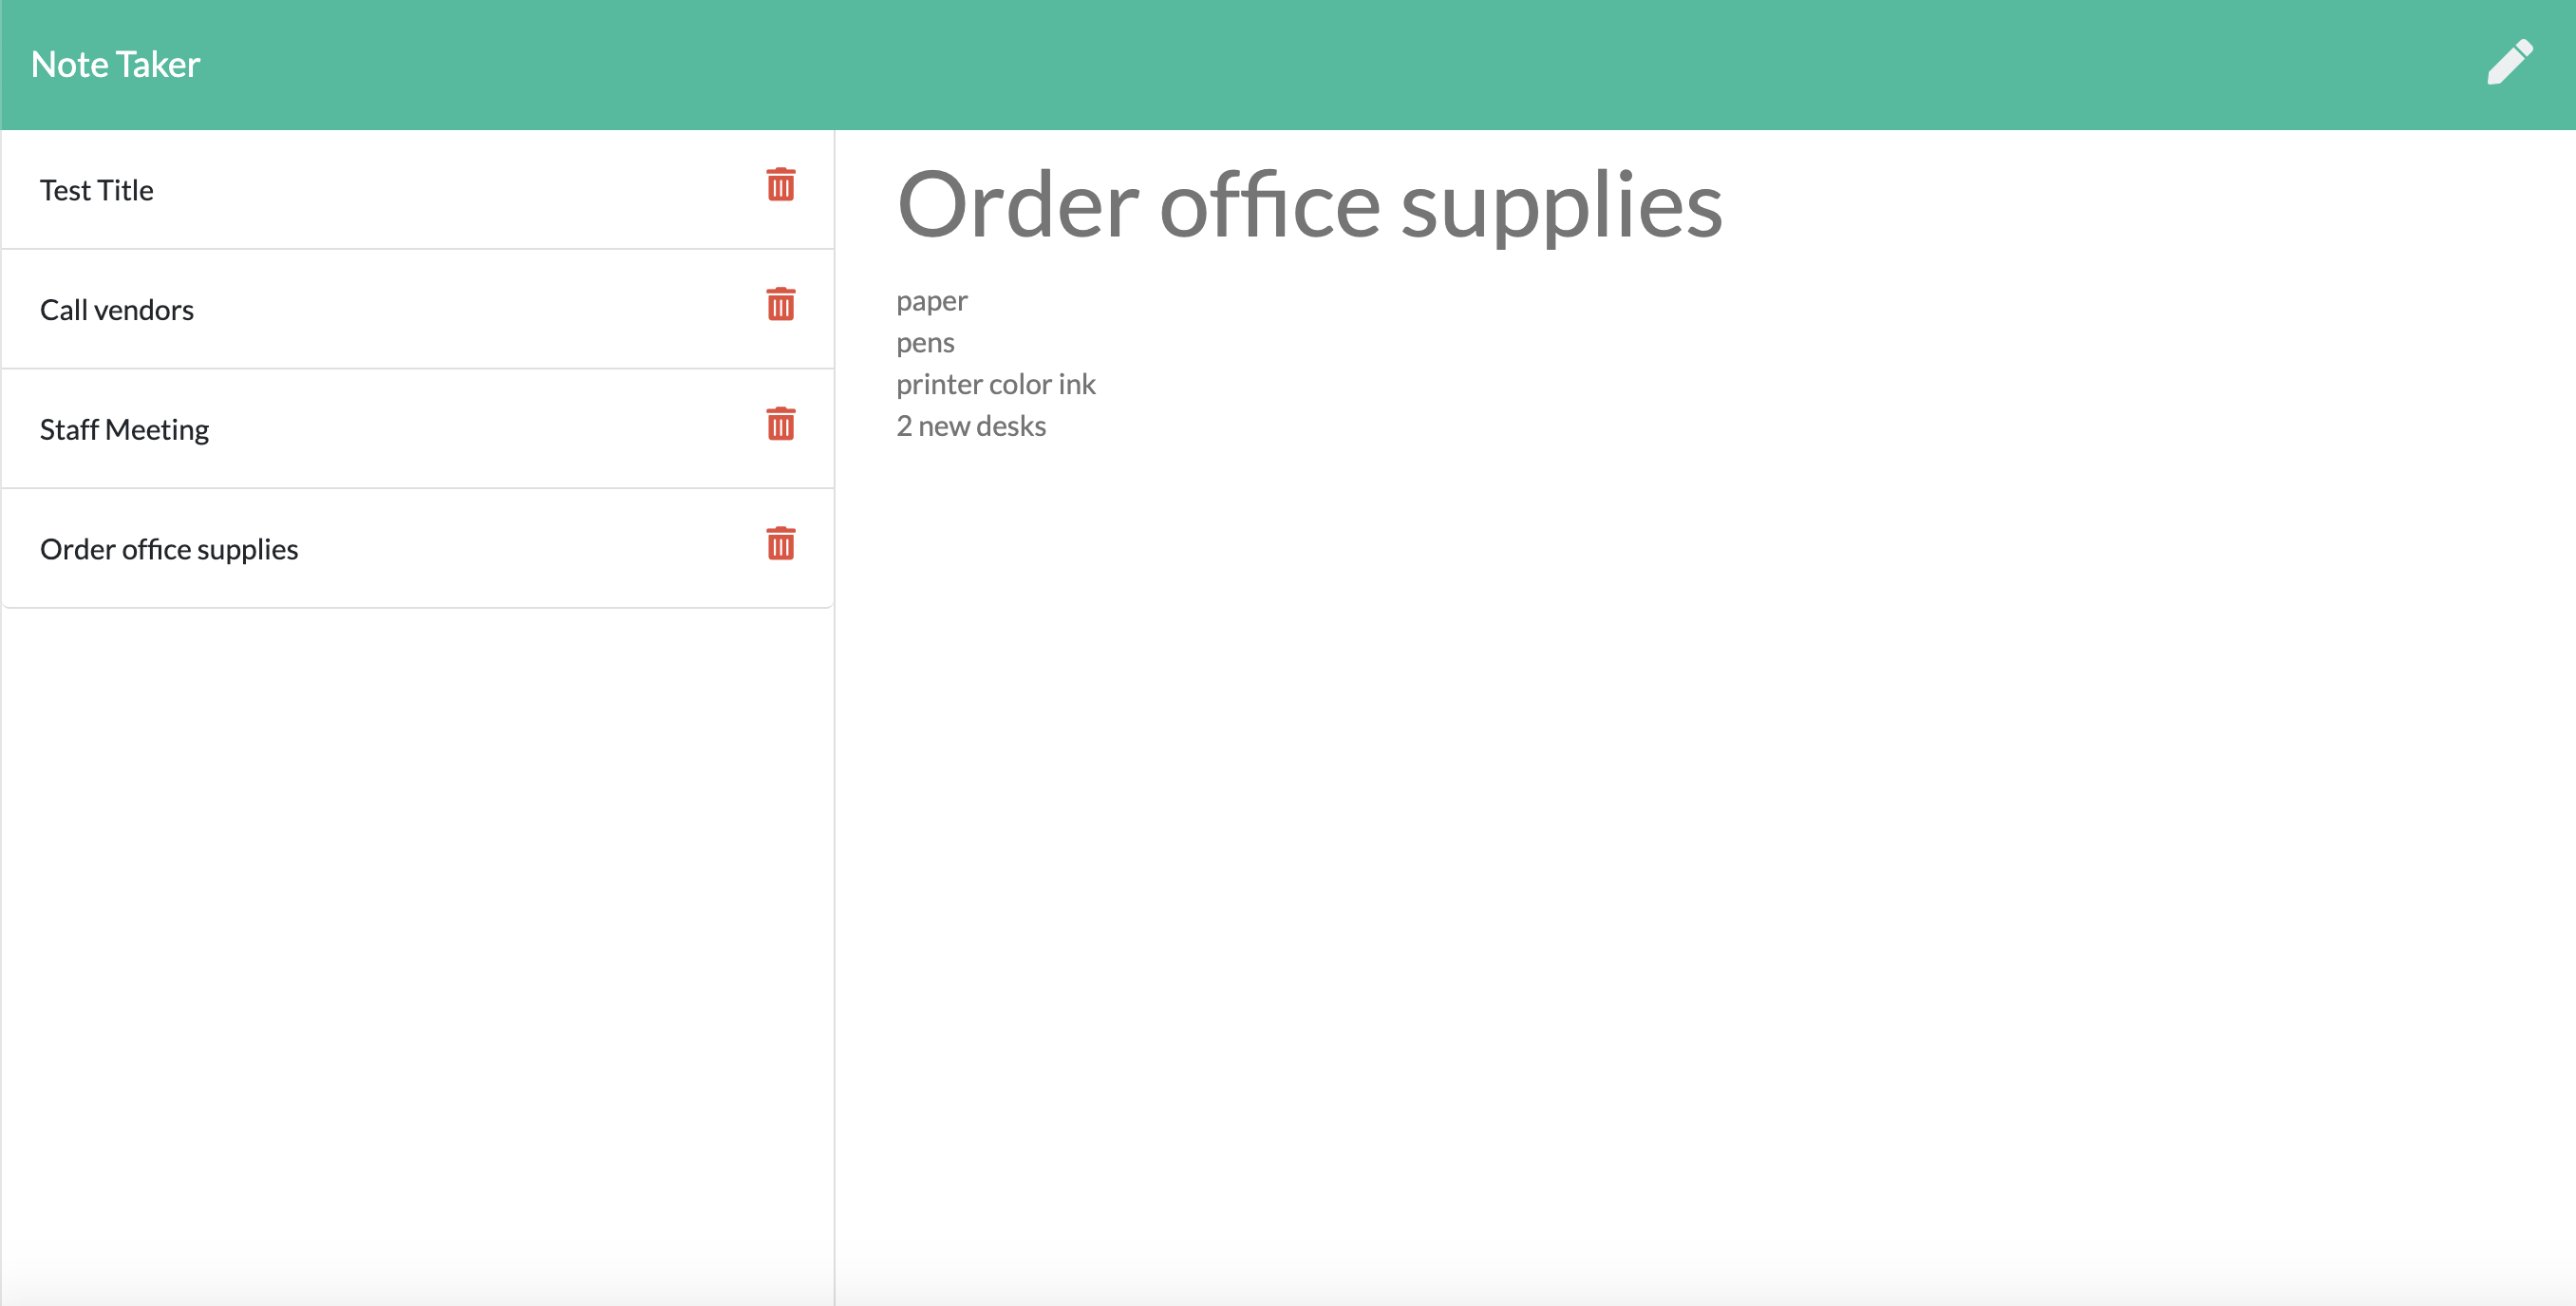 Note Taker
Test Title
Call vendors
Staff Meeting
Order office supplies
Order office supplies
paper
pens
printer color ink
2 new desks